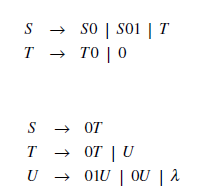 S → S0 | S01 | T
T → T0 | 0
S → 0T
T → 0T | U
U → 01U | 0U | λ